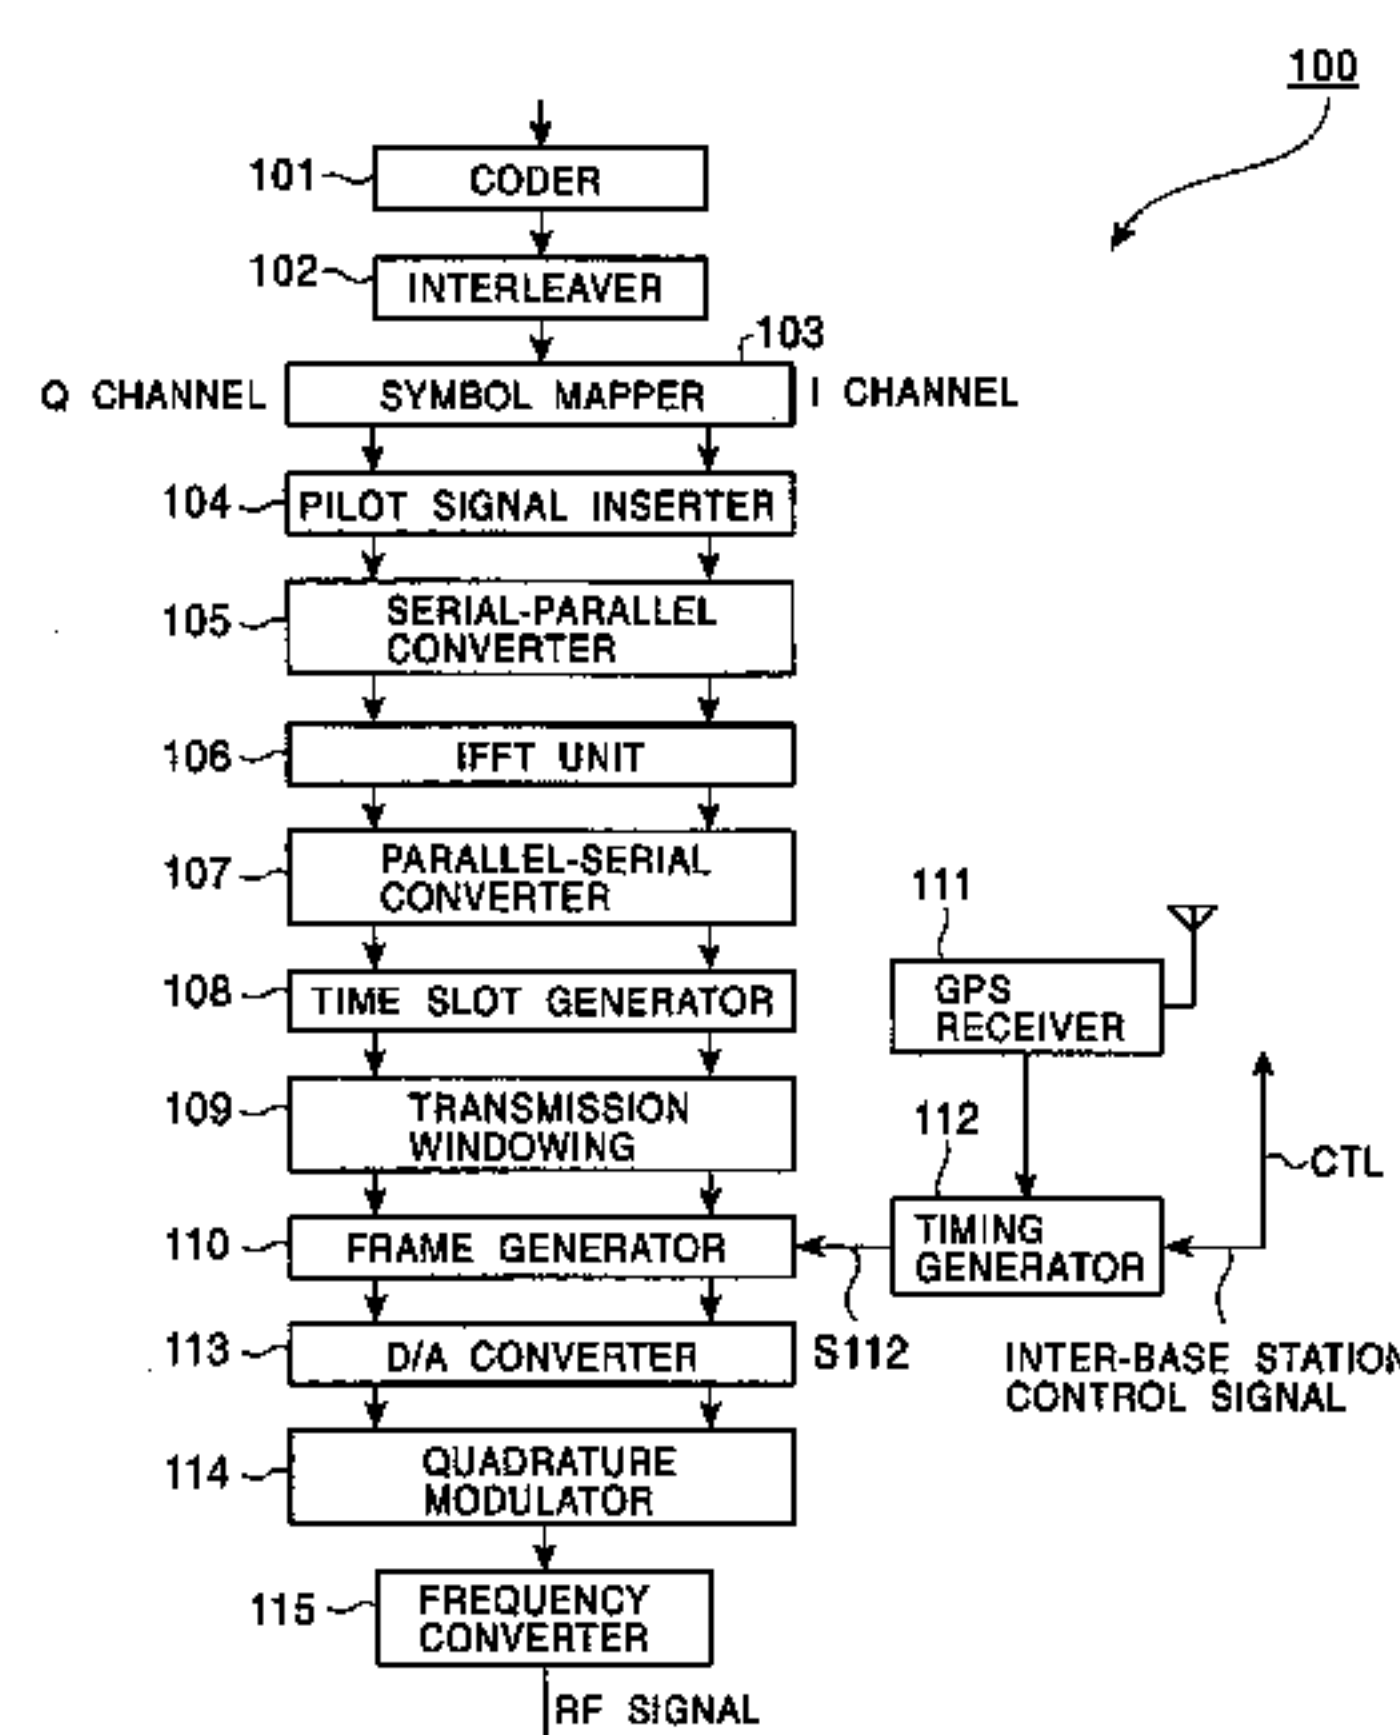 100
101
CODER
102
INTERLEAVER
103
Q CHANNEL
SYMBOL MAPPER
I CHANNEL
104
PILOT SIGNAL INSERTER
105
SERIAL-PARALLEL
CONVERTER
106
IFFT UNIT
107
PARALLEL-SERIAL
CONVERTER
111
GPS
RECEIVER
108
TIME SLOT GENERATOR
109
TRANSMISSION
WINDOWING
112
CTL
110
FRAME GENERATOR
TIMING
GENERATOR
S112
INTER-BASE STATION
CONTROL SIGNAL
113
D/A CONVERTER
114
QUADRATURE
MODULATOR
115
FREQUENCY
CONVERTER
RF SIGNAL